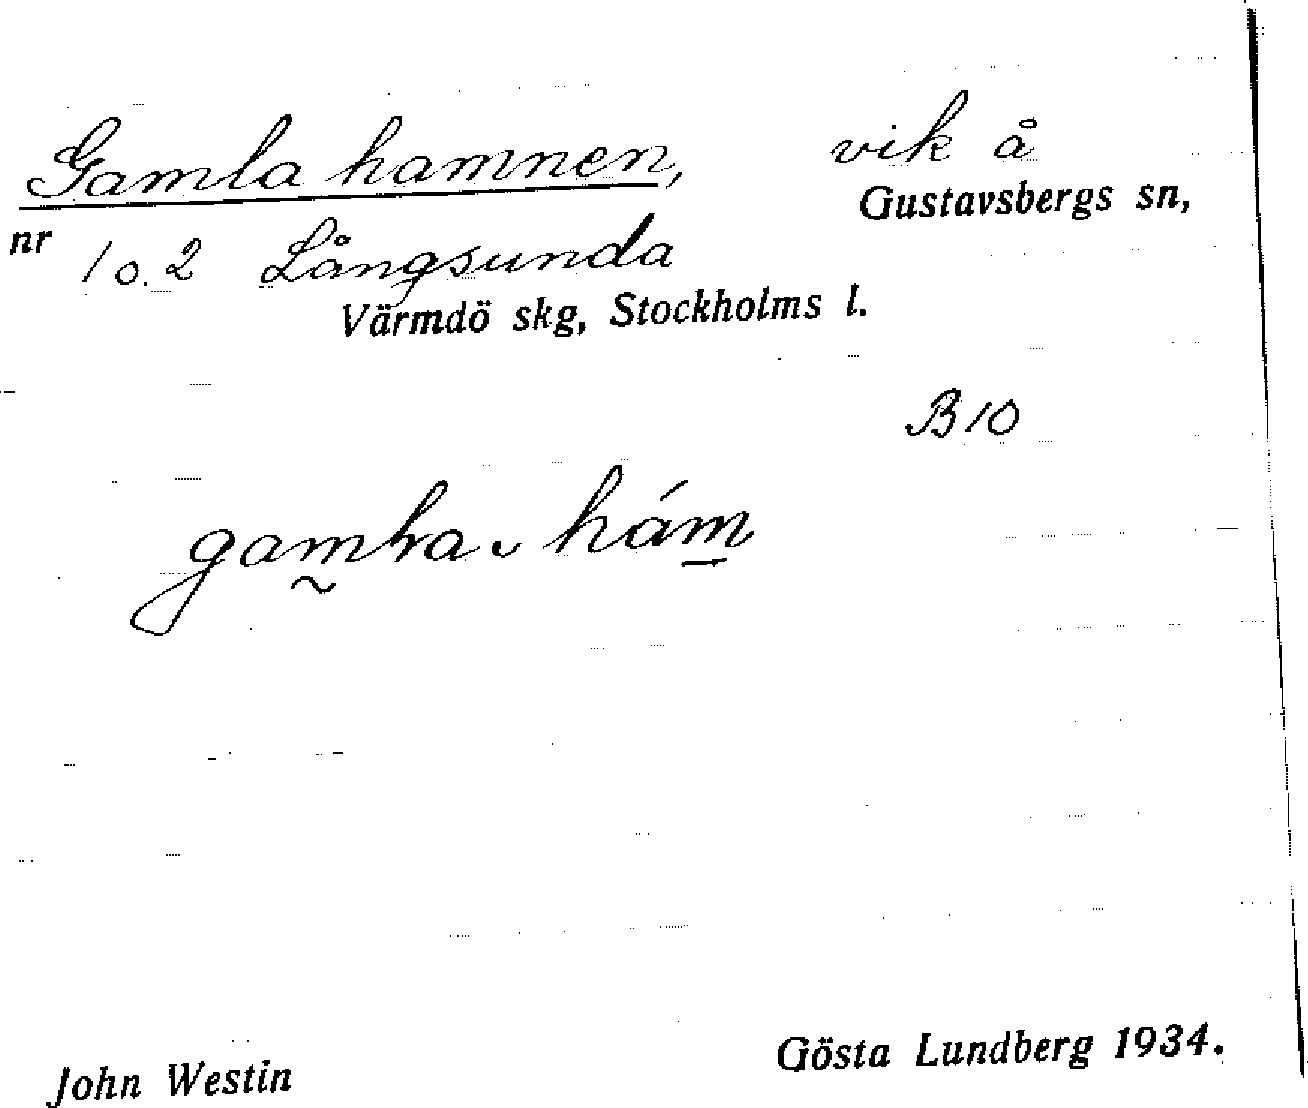 Gamla hamnen, vik å
Gustavsbergs sn,
nr 1 o. 2 Långsunda
Värmdö skg, Stockholms l.
B 10
gamla hám
John Westin Gösta Lundberg 1934.